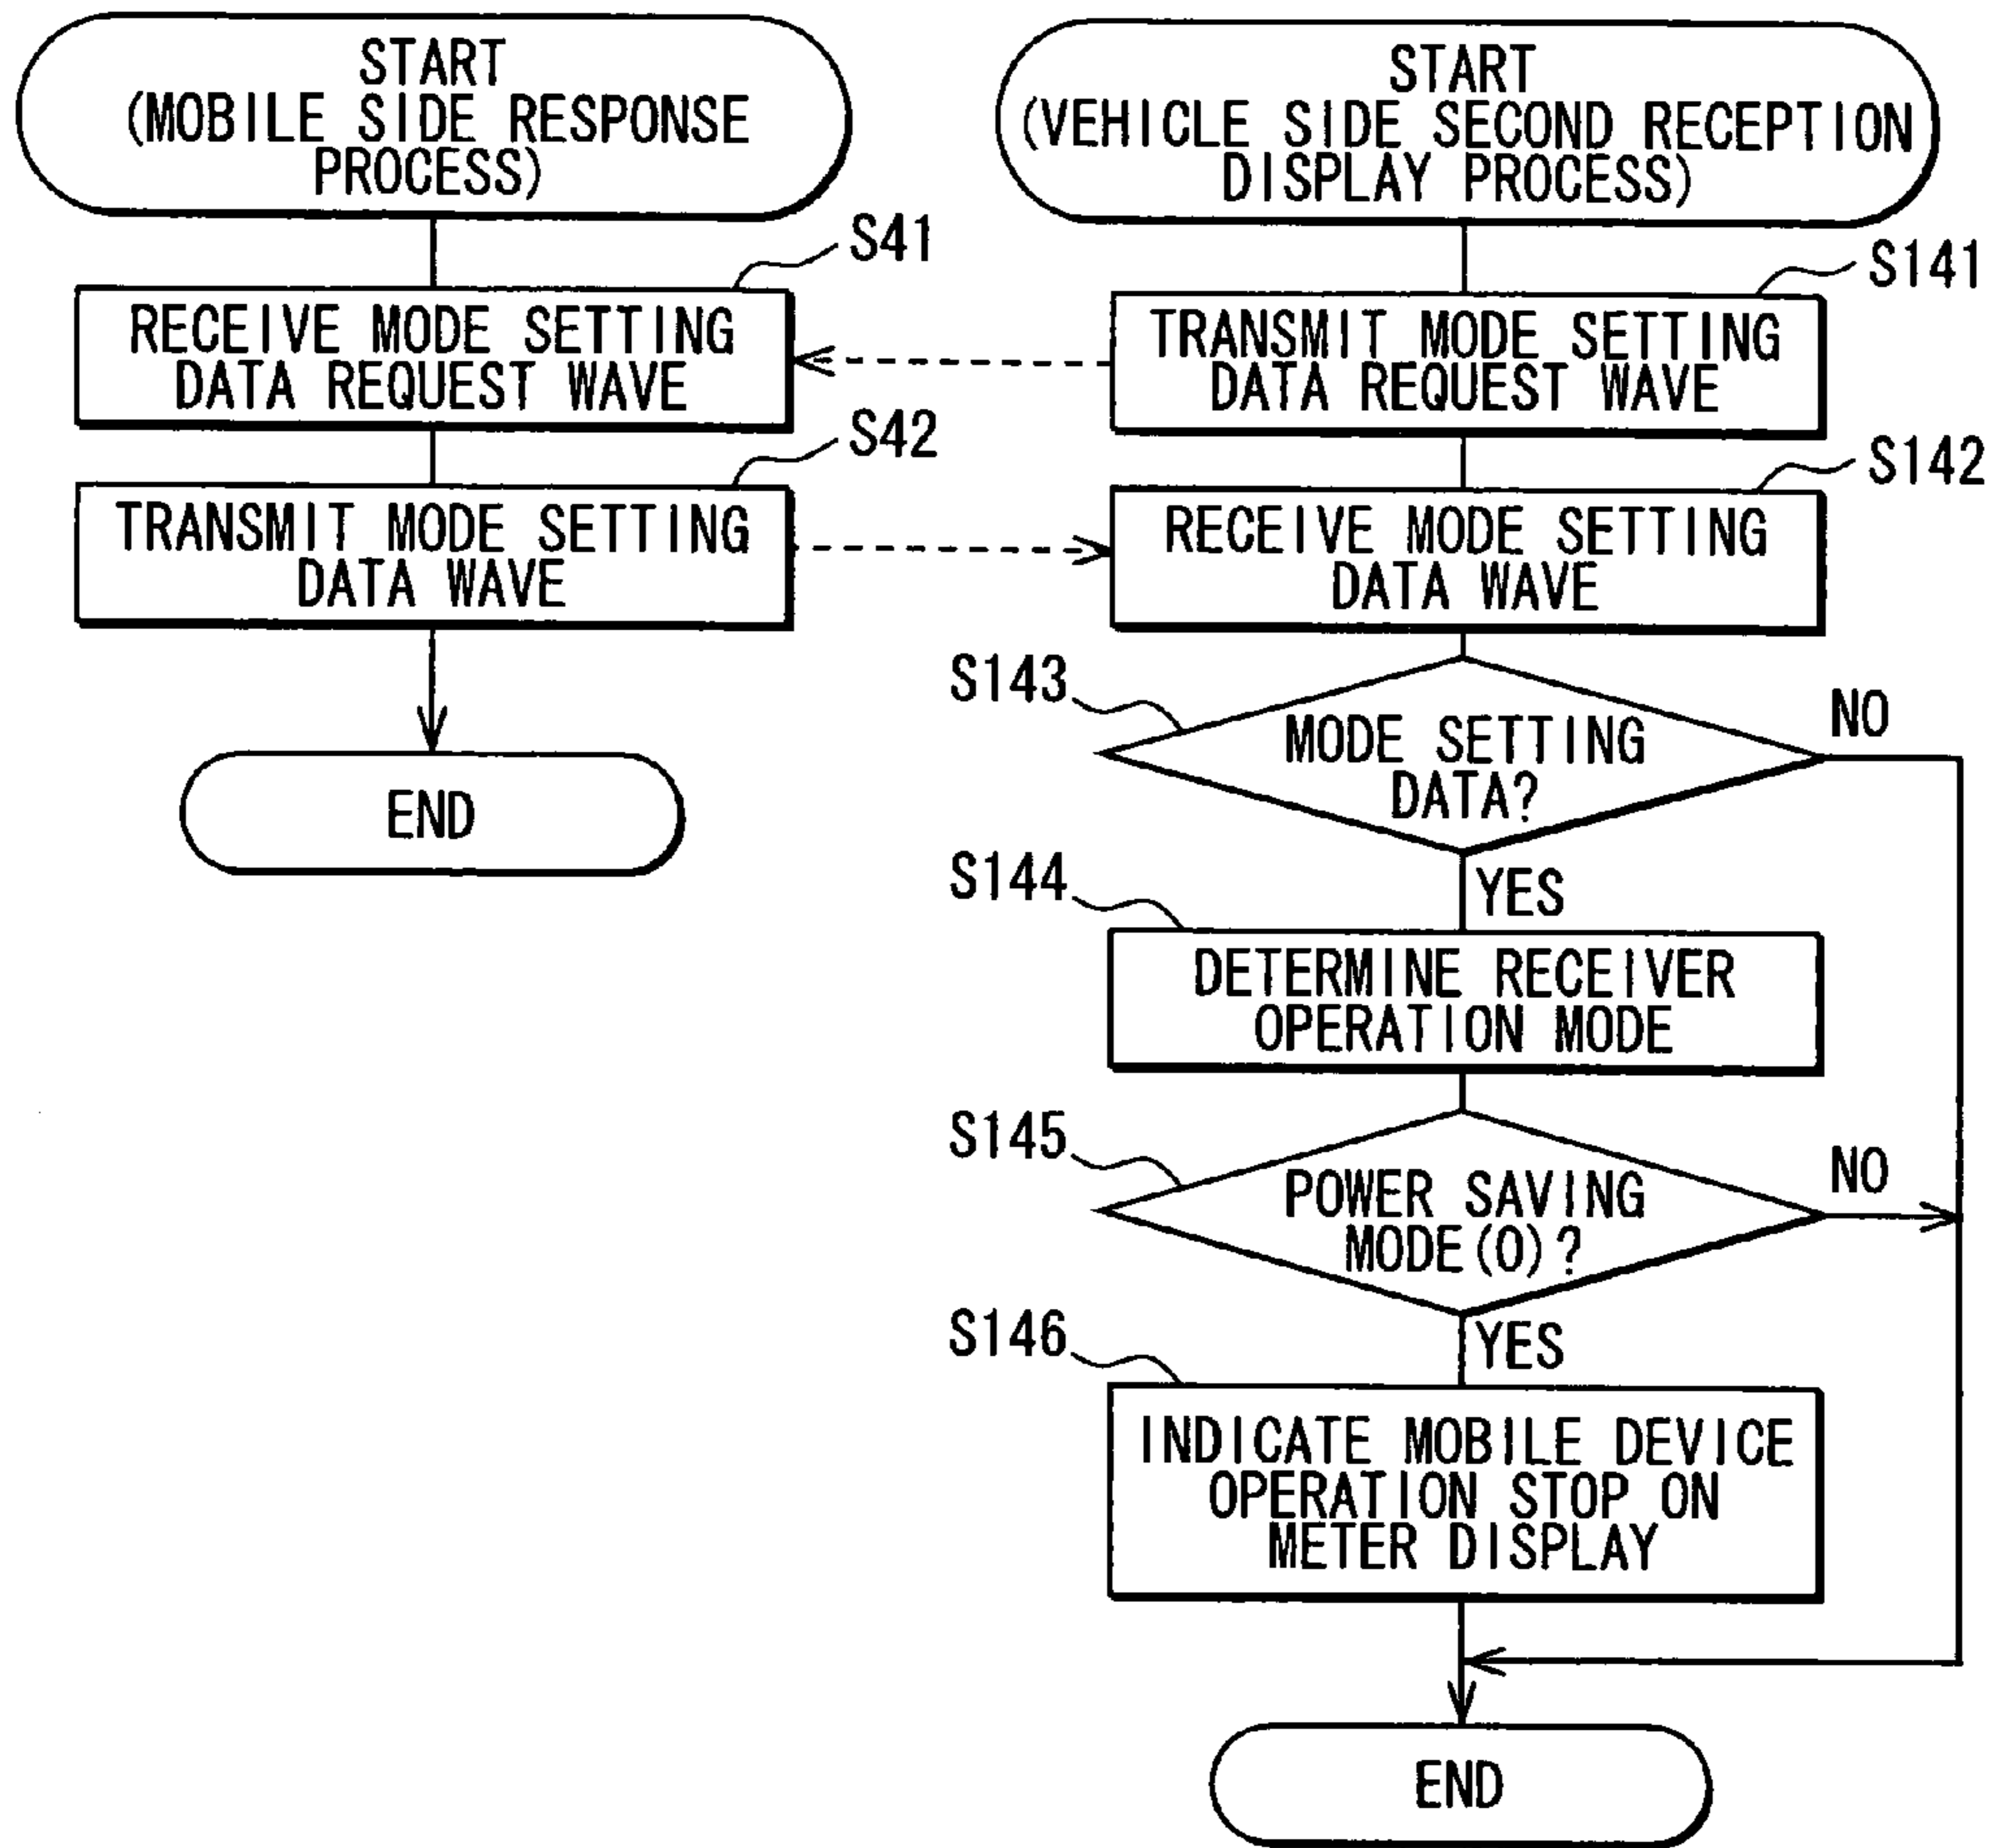 START
(MOBILE SIDE RESPONSE
PROCESS)
S41
RECEIVE MODE SETTING
DATA REQUEST WAVE
S42
TRANSMIT MODE SETTING
DATA WAVE
END
START
(VEHICLE SIDE SECOND RECEPTION
DISPLAY PROCESS)
S141
TRANSMIT MODE SETTING
DATA REQUEST WAVE
S142
RECEIVE MODE SETTING
DATA WAVE
S143
MODE SETTING
DATA?
NO
YES
S144
DETERMINE RECEIVER
OPERATION MODE
S145
POWER SAVING
MODE(0)?
NO
YES
S146
INDICATE MOBILE DEVICE
OPERATION STOP ON
METER DISPLAY
END